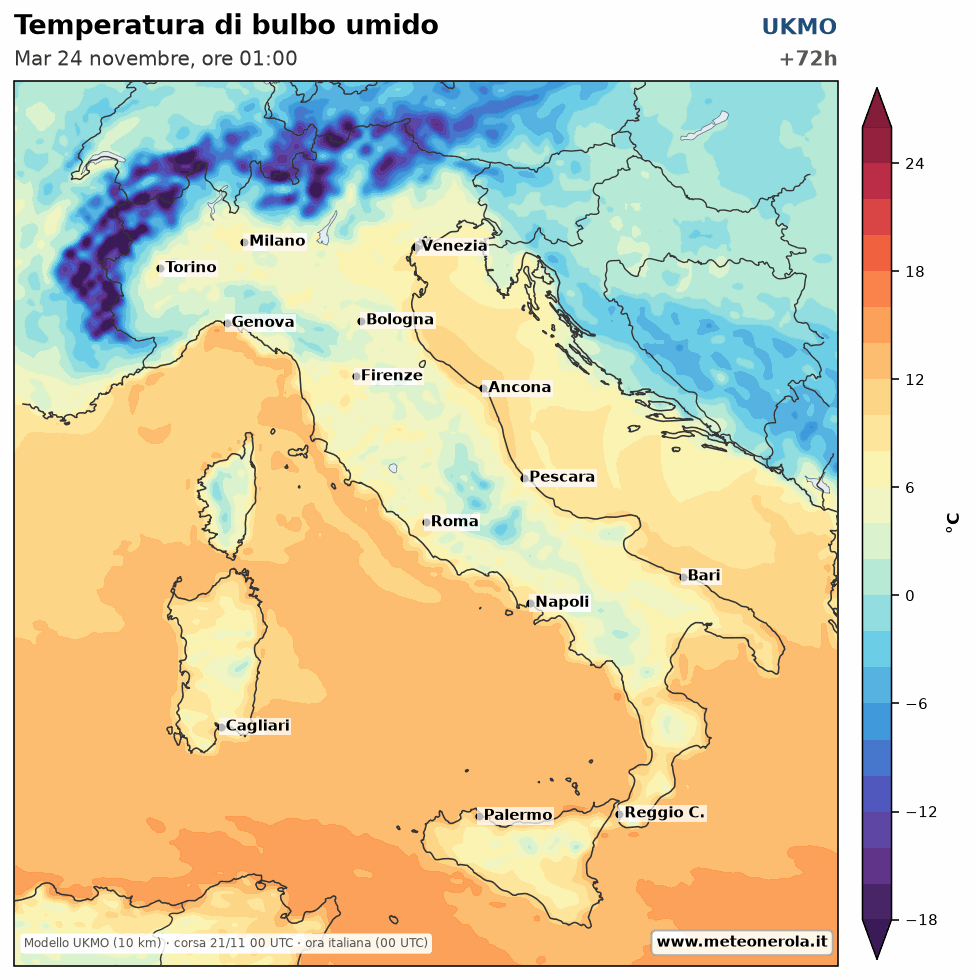 Temperatura di bulbo umido
UKMO
Mar 24 novembre, ore 01:00
+72h
Milano
Venezia
Torino
Genova
Bologna
Firenze
Ancona
Pescara
Roma
Bari
Napoli
Cagliari
Palermo
Reggio C.
24
18
12
6
0
−6
−12
−18
°C
Modello UKMO (10 km) · corsa 21/11 00 UTC · ora italiana (00 UTC)
www.meteonerola.it